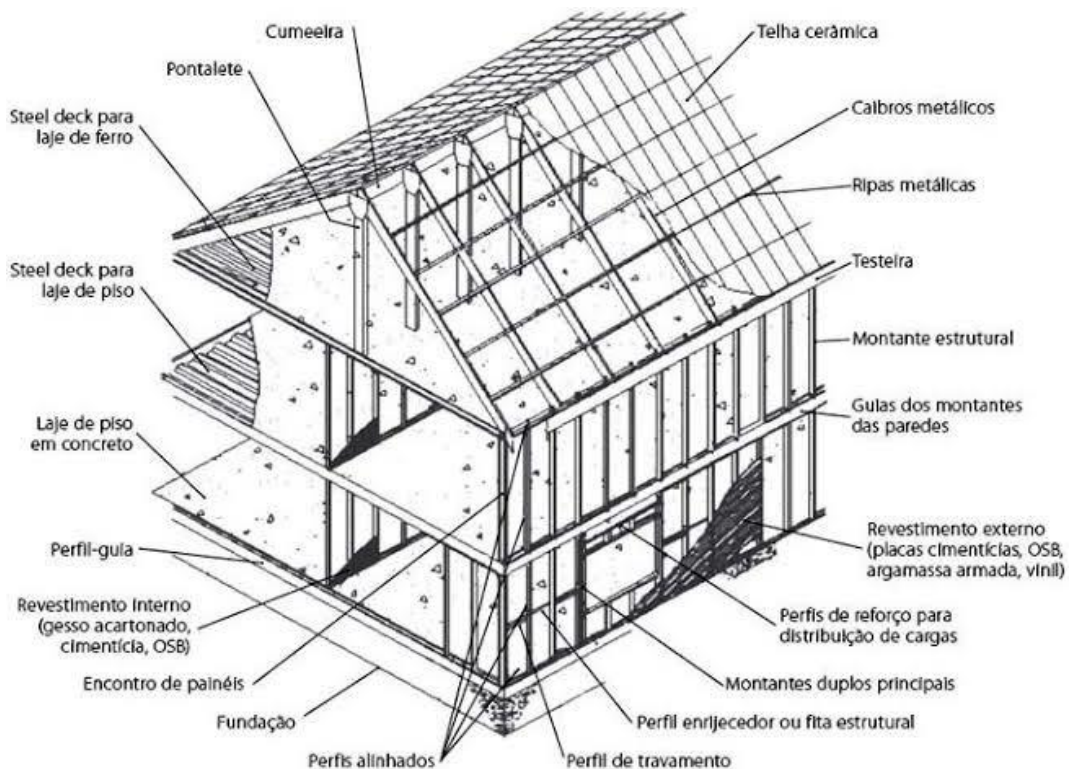 Cumeeira
Pontalete
Steel deck para
laje de ferro
Steel deck para
laje de piso
Laje de piso
em concreto
Perfil-guia
Revestimento interno
(gesso acartonado,
cimentícia, OSB)
Encontro de painéis
Fundação
Perfis alinhados
Telha cerâmica
Caibros metálicos
Ripas metálicas
Testeira
Montante estrutural
Guias dos montantes
das paredes
Revestimento externo
(placas cimentícias, OSB,
argamassa armada, vinil)
Perfis de reforço para
distribuição de cargas
Montantes duplos principais
Perfil enrijecedor ou fita estrutural
Perfil de travamento